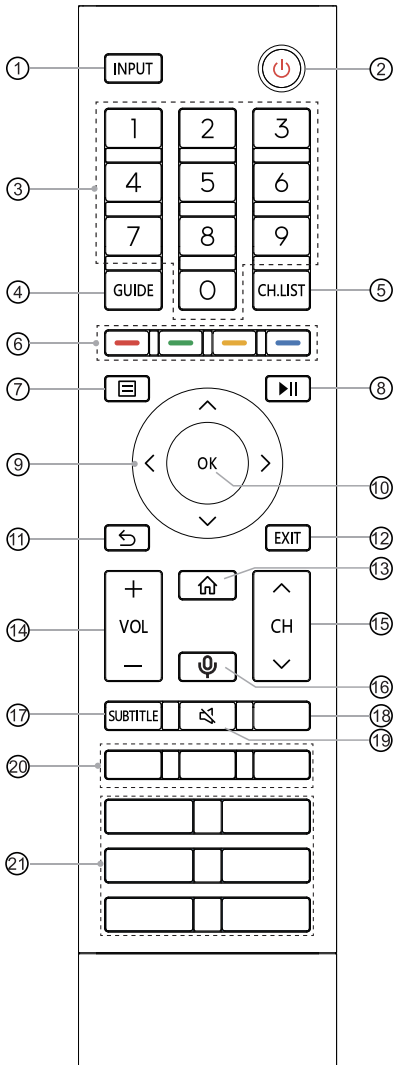 ① INPUT ②
1 2 3
③ 4 5 6
7 8 9
④ GUIDE 0 CH.LIST ⑤
⑥
⑦ ⑧
⑨ OK
⑩
⑪ EXIT ⑫
⑬
+
⑭ VOL CH ⑮
—
⑯
⑰ SUBTITLE ⑱
⑲
⑳
㉑